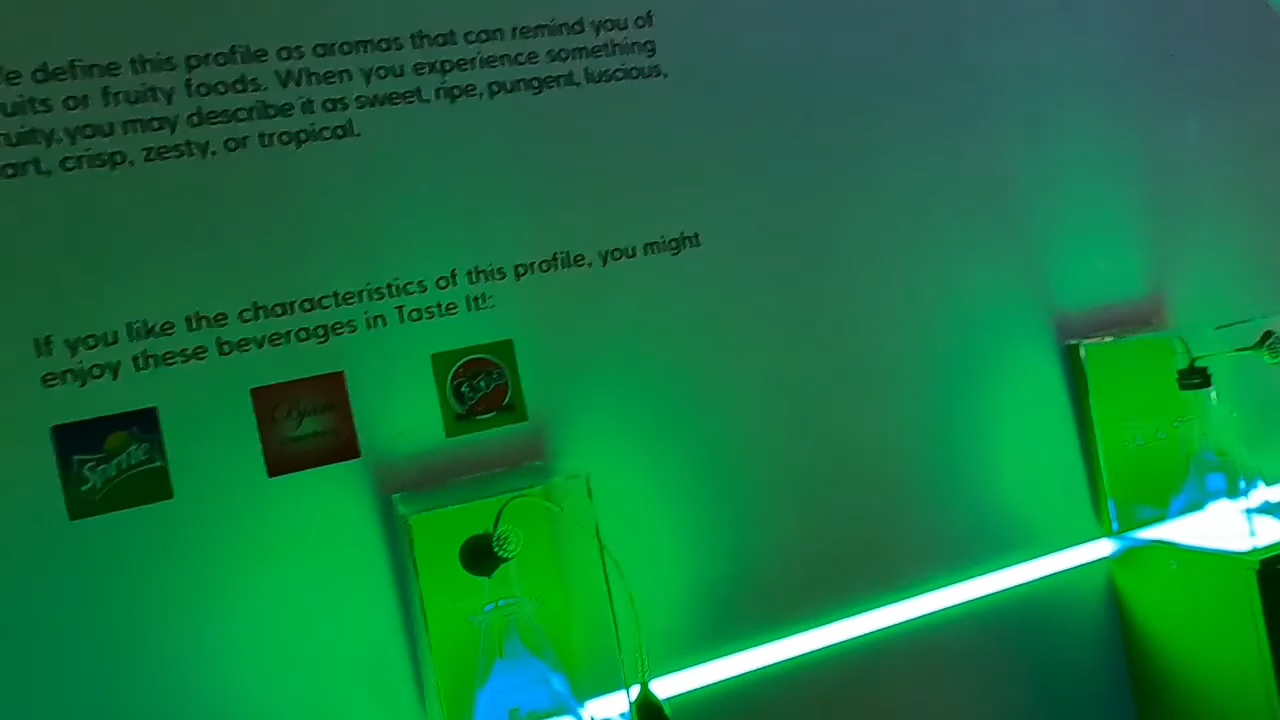 e define this profile as aromas that can remind you of
uits or fruity foods. When you experience something
ruity, you may describe it as sweet, ripe, pungent, luscious,
art, crisp, zesty, or tropical.
If you like the characteristics of this profile, you might
enjoy these beverages in Taste It!:
Sprite